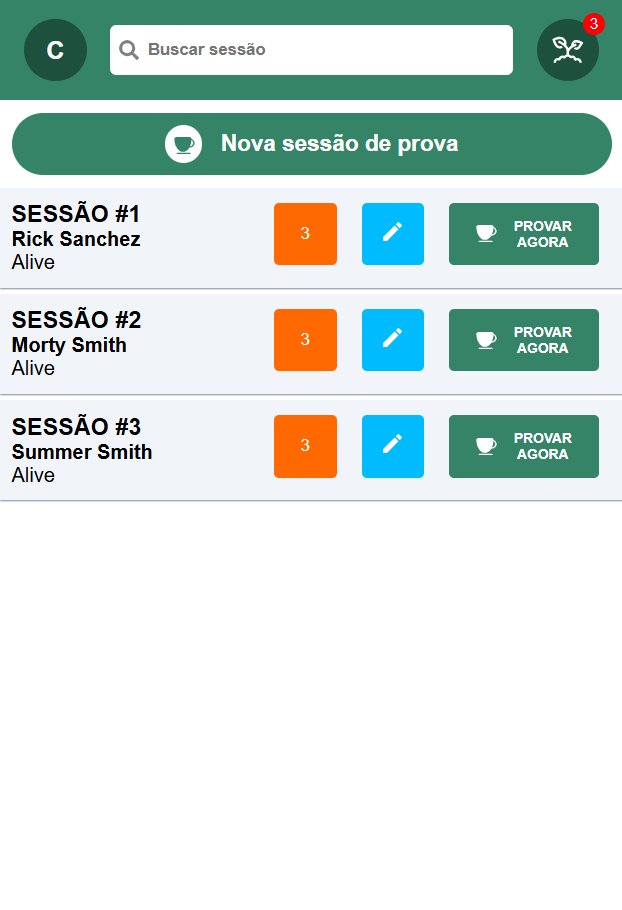 C
Buscar sessão
3
Nova sessão de prova
SESSÃO #1
Rick Sanchez
Alive
3
PROVAR
AGORA
SESSÃO #2
Morty Smith
Alive
3
PROVAR
AGORA
SESSÃO #3
Summer Smith
Alive
3
PROVAR
AGORA